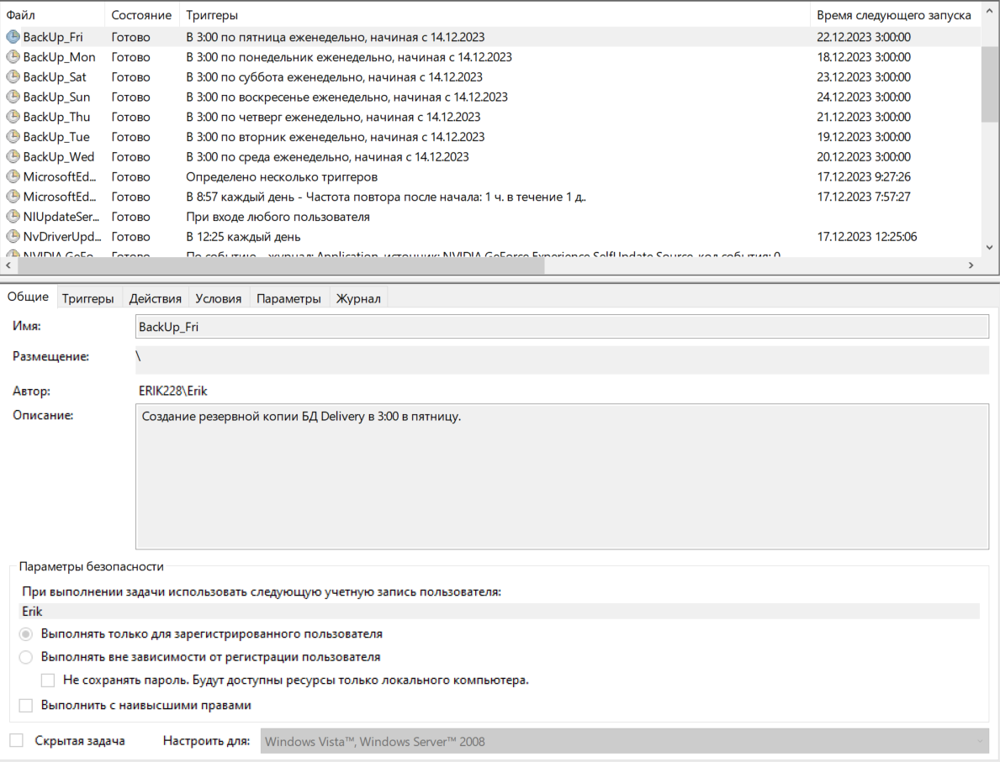 Файл Состояние Триггеры Время следующего запуска
BackUp_Fri Готово В 3:00 по пятница еженедельно, начиная с 14.12.2023 22.12.2023 3:00:00
BackUp_Mon Готово В 3:00 по понедельник еженедельно, начиная с 14.12.2023 18.12.2023 3:00:00
BackUp_Sat Готово В 3:00 по суббота еженедельно, начиная с 14.12.2023 23.12.2023 3:00:00
BackUp_Sun Готово В 3:00 по воскресенье еженедельно, начиная с 14.12.2023 24.12.2023 3:00:00
BackUp_Thu Готово В 3:00 по четверг еженедельно, начиная с 14.12.2023 21.12.2023 3:00:00
BackUp_Tue Готово В 3:00 по вторник еженедельно, начиная с 14.12.2023 19.12.2023 3:00:00
BackUp_Wed Готово В 3:00 по среда еженедельно, начиная с 14.12.2023 20.12.2023 3:00:00
MicrosoftEd... Готово Определено несколько триггеров 17.12.2023 9:27:26
MicrosoftEd... Готово В 8:57 каждый день - Частота повтора после начала: 1 ч. в течение 1 д.. 17.12.2023 7:57:27
NIUpdateSer... Готово При входе любого пользователя
NvDriverUpd... Готово В 12:25 каждый день 17.12.2023 12:25:06
NVIDIA GeFo... Готово По событию - журнал: Application, источник: NVIDIA GeForce Experience SelfUpdate Source, код события: 0
Общие Триггеры Действия Условия Параметры Журнал
Имя: BackUp_Fri
Размещение: \
Автор: ERIK228\Erik
Описание: Создание резервной копии БД Delivery в 3:00 в пятницу.
Параметры безопасности
При выполнении задачи использовать следующую учетную запись пользователя:
Erik
Выполнять только для зарегистрированного пользователя
Выполнять вне зависимости от регистрации пользователя
Не сохранять пароль. Будут доступны ресурсы только локального компьютера.
Выполнить с наивысшими правами
Скрытая задача Настроить для: Windows Vista™, Windows Server™ 2008